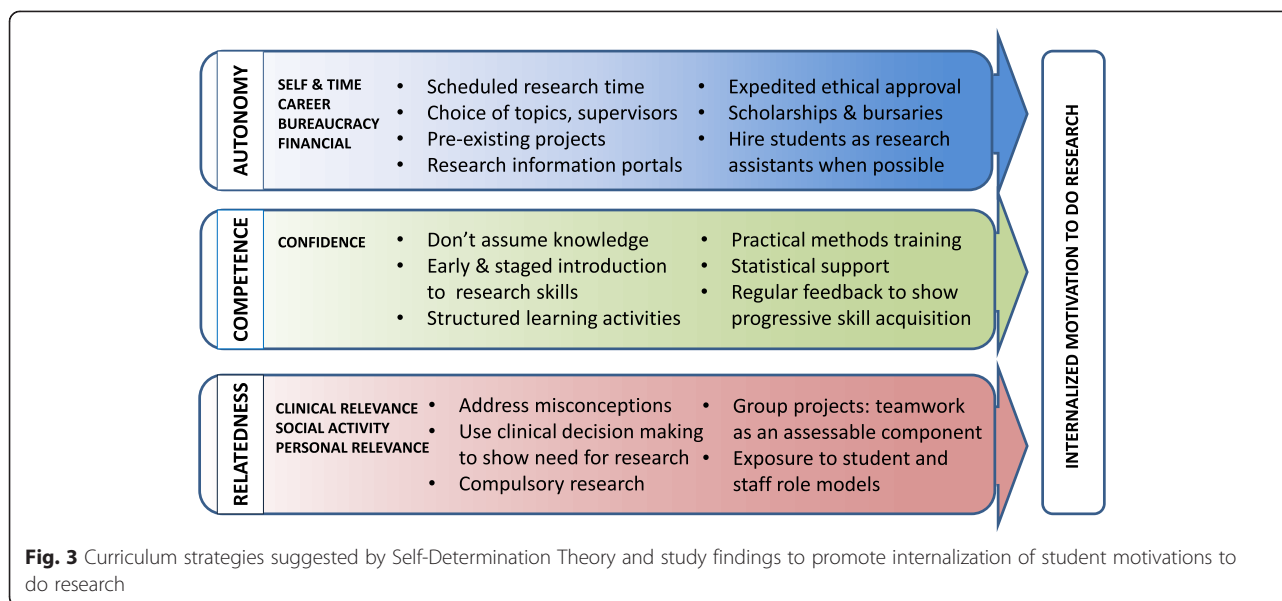 AUTONOMY
SELF & TIME
CAREER
BUREAUCRACY
FINANCIAL
• Scheduled research time
• Choice of topics, supervisors
• Pre-existing projects
• Research information portals
• Expedited ethical approval
• Scholarships & bursaries
• Hire students as research
assistants when possible
COMPETENCE
CONFIDENCE
• Don’t assume knowledge
• Early & staged introduction
to research skills
• Structured learning activities
• Practical methods training
• Statistical support
• Regular feedback to show
progressive skill acquisition
RELATEDNESS
CLINICAL RELEVANCE
SOCIAL ACTIVITY
PERSONAL RELEVANCE
• Address misconceptions
• Use clinical decision making
to show need for research
• Compulsory research
• Group projects: teamwork
as an assessable component
• Exposure to student and
staff role models
INTERNALIZED MOTIVATION TO DO RESEARCH
Fig. 3 Curriculum strategies suggested by Self-Determination Theory and study findings to promote internalization of student motivations to
do research